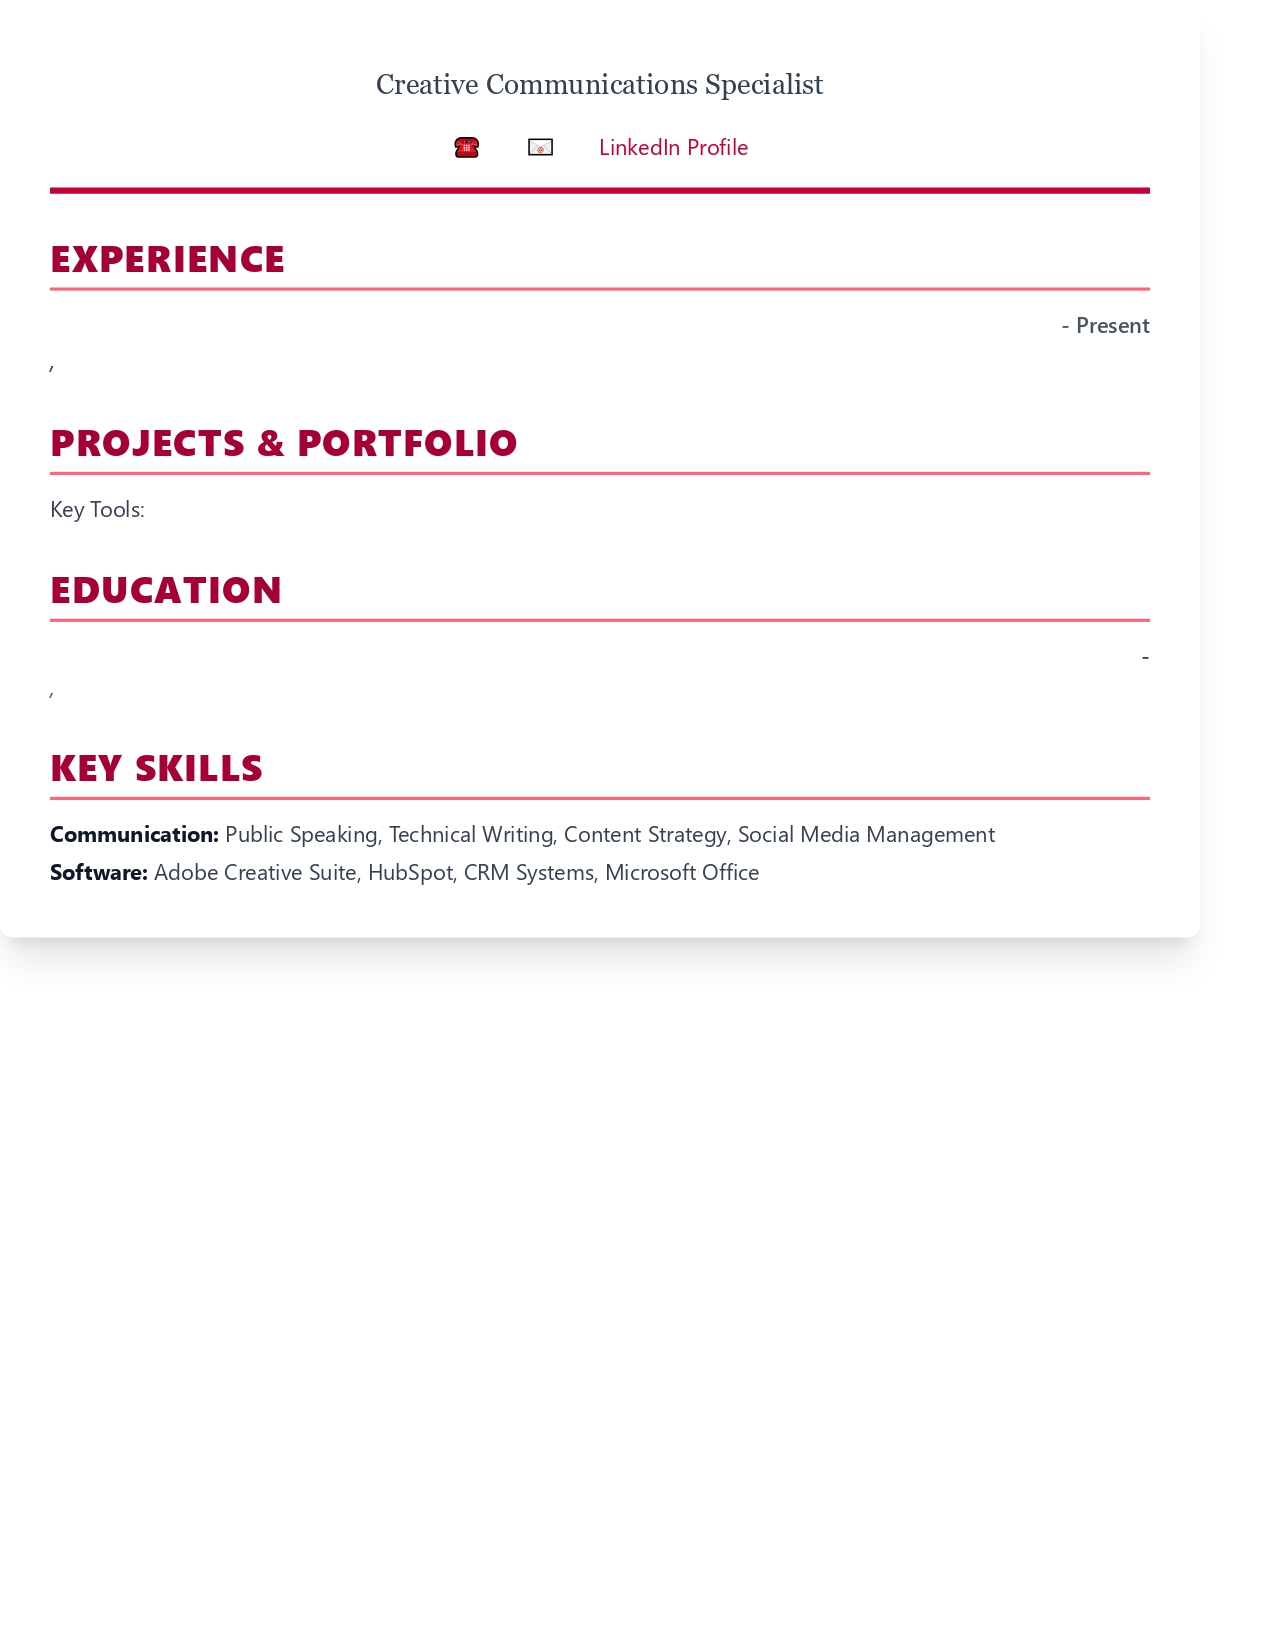 Creative Communications Specialist
☎ 📧 LinkedIn Profile
EXPERIENCE
- Present
,
PROJECTS & PORTFOLIO
Key Tools:
EDUCATION
-
,
KEY SKILLS
Communication: Public Speaking, Technical Writing, Content Strategy, Social Media Management
Software: Adobe Creative Suite, HubSpot, CRM Systems, Microsoft Office